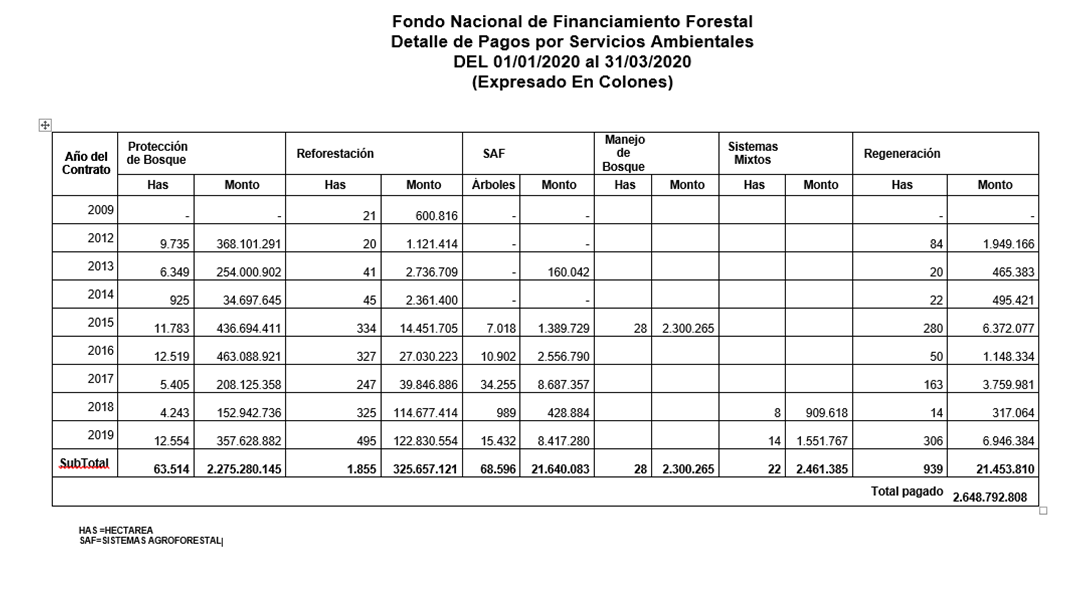 Fondo Nacional de Financiamiento Forestal
Detalle de Pagos por Servicios Ambientales
DEL 01/01/2020 al 31/03/2020
(Expresado En Colones)
Año del Contrato Protección de Bosque Reforestación SAF Manejo de Bosque Sistemas Mixtos Regeneración
Has Monto Has Monto Árboles Monto Has Monto Has Monto Has Monto
2009 - - 21 600.816 - - - -
2012 9.735 368.101.291 20 1.121.414 - - 84 1.949.166
2013 6.349 254.000.902 41 2.736.709 - 160.042 20 465.383
2014 925 34.697.645 45 2.361.400 - - 22 495.421
2015 11.783 436.694.411 334 14.451.705 7.018 1.389.729 28 2.300.265 280 6.372.077
2016 12.519 463.088.921 327 27.030.223 10.902 2.556.790 50 1.148.334
2017 5.405 208.125.358 247 39.846.886 34.255 8.687.357 163 3.759.981
2018 4.243 152.942.736 325 114.677.414 989 428.884 8 909.618 14 317.064
2019 12.554 357.628.882 495 122.830.554 15.432 8.417.280 14 1.551.767 306 6.946.384
SubTotal 63.514 2.275.280.145 1.855 325.657.121 68.596 21.640.083 28 2.300.265 22 2.461.385 939 21.453.810
Total pagado 2.648.792.808
HAS =HECTAREA
SAF=SISTEMAS AGROFORESTAL